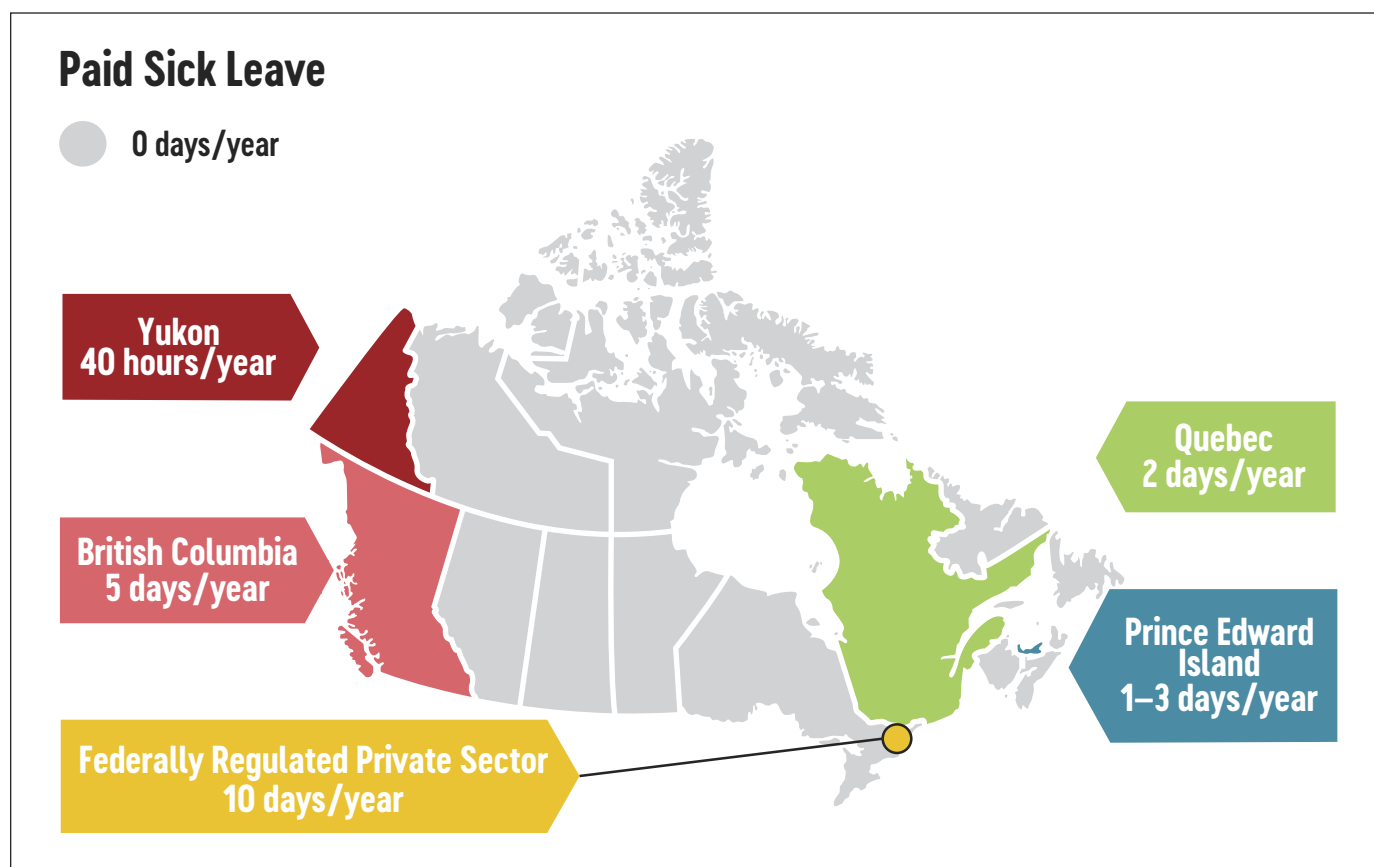 Paid Sick Leave
0 days/year
Yukon
40 hours/year
Quebec
2 days/year
British Columbia
5 days/year
Prince Edward
Island
1–3 days/year
Federally Regulated Private Sector
10 days/year